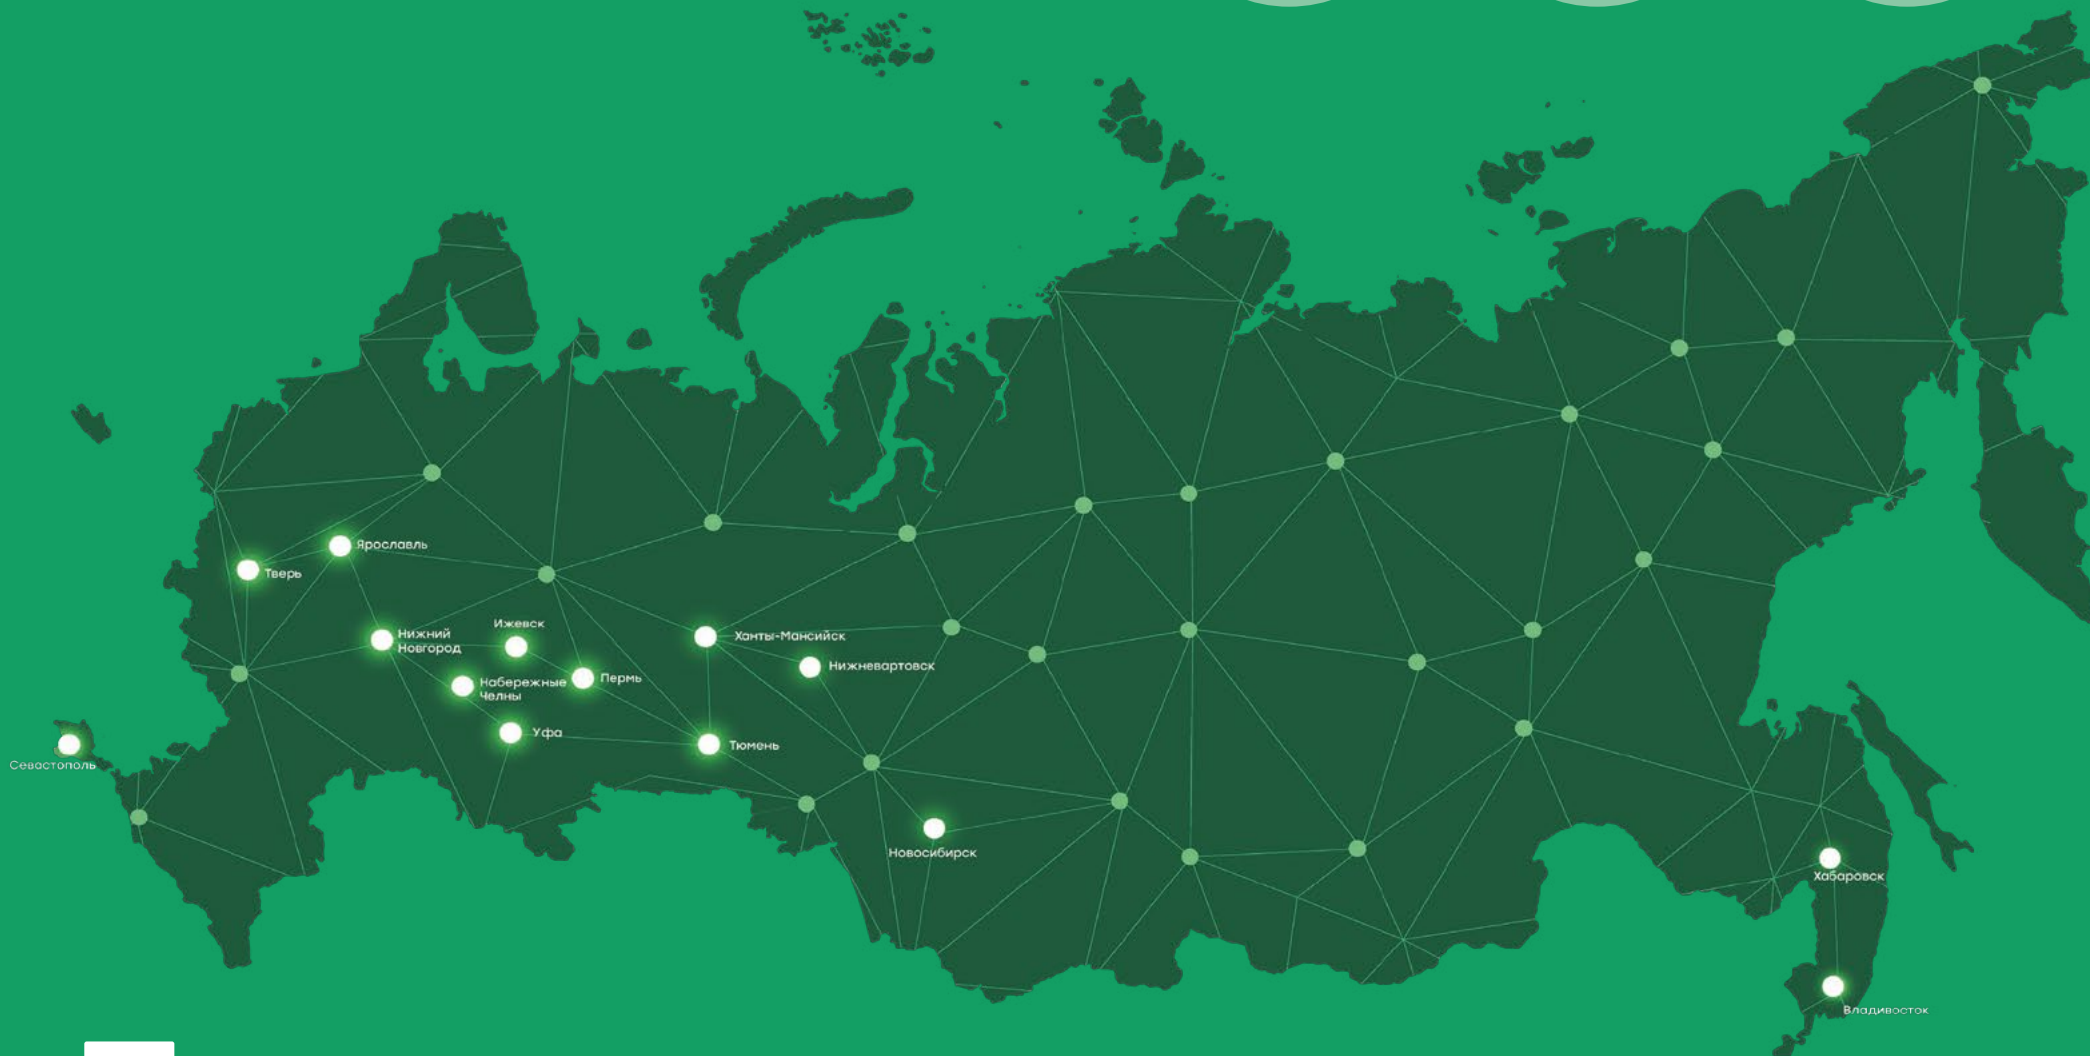 Ярославль
Тверь
Ижевск
Нижний
Новгород
Ханты-Мансийск
Нижневартовск
Пермь
Набережные
Челны
Уфа
Тюмень
Севастополь
Новосибирск
Хабаровск
Владивосток